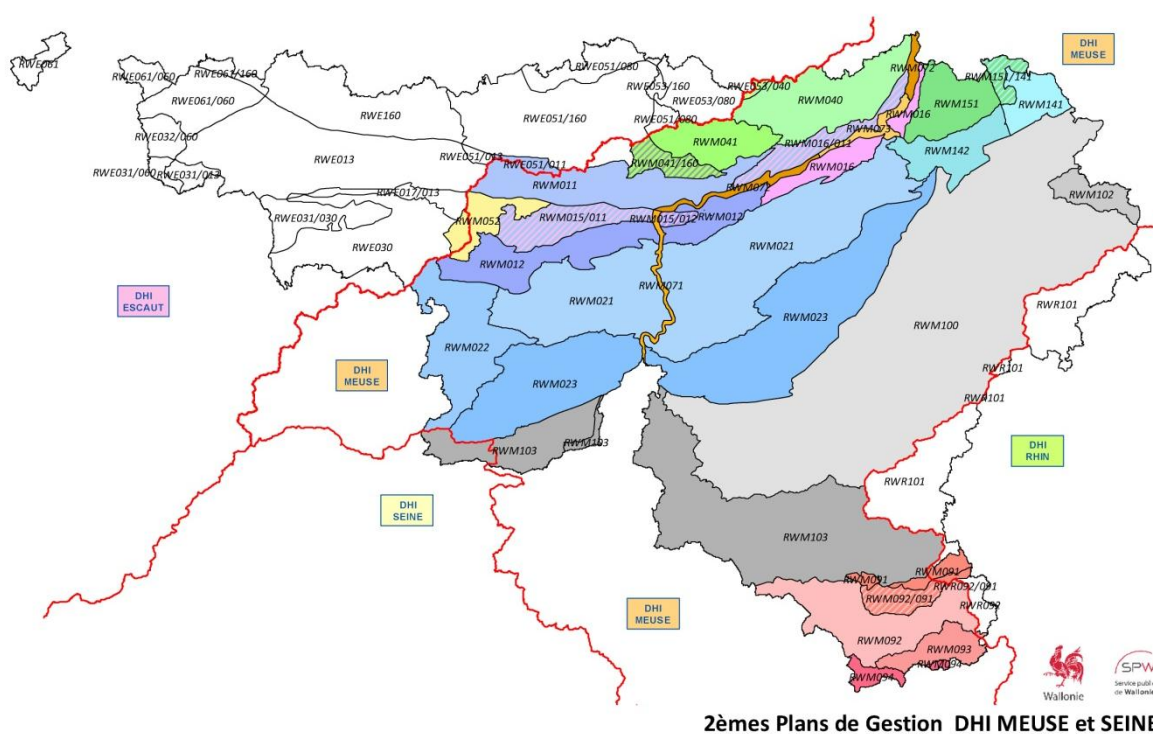 DHI
MEUSE
RWE061
RWE061/060
RWE061/160
RWE051/080
RWE053/160
RWE053/080
RWE053/040
RWM072
RWM151/141
RWM141
RWE061/060
RWE160
RWE051/160
RWE051/080
RWM040
RWM016
RWM151
RWE032/060
RWE051/013
RWE051/011
RWM041
RWM041/160
RWM016/011
RWM073
RWM142
RWE031/060
RWE031/013
RWE013
RWM011
RWM016
RWE017/013
RWM071
RWM102
RWE031/030
RWM052
RWM015/011
RWM015/012
RWM012
RWE030
RWM012
RWM021
RWM021
RWM071
DHI
ESCAUT
RWM023
RWM100
RWR101
RWM022
RWM023
DHI
MEUSE
RWR101
RWR101
RWM103
RWM103
DHI
RHIN
RWR101
DHI
SEINE
RWM103
RWM091
RWM091
RWR092/091
RWM092/091
RWR092
DHI
MEUSE
RWM092
RWM093
RWM094
RWM094
Wallonie
SPW
de Wallonie
2èmes Plans de Gestion DHI MEUSE et SEINE